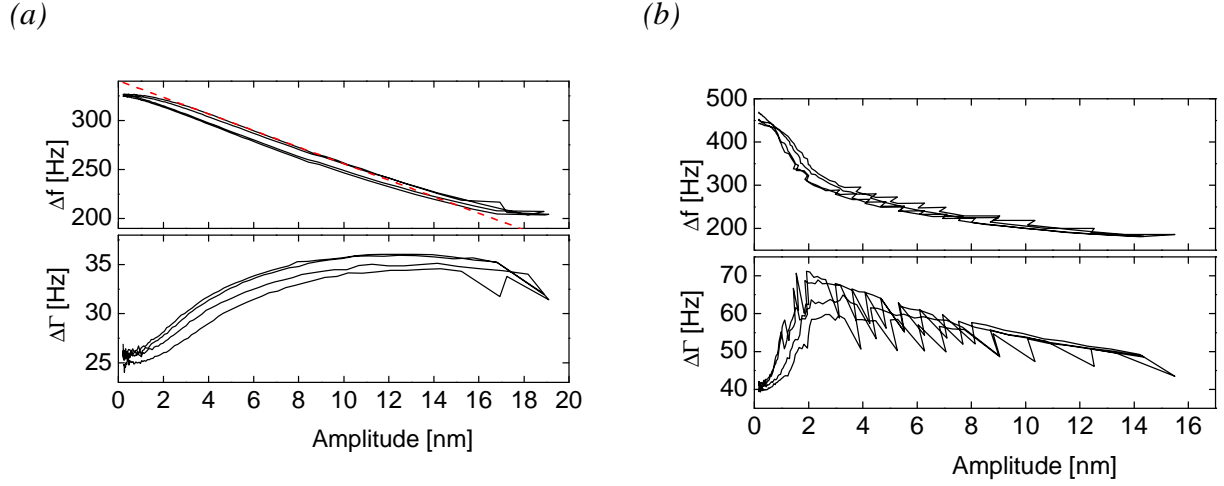 (a)
(b)
300
250
200
Δf [Hz]
35
30
25
ΔΓ [Hz]
0 2 4 6 8 10 12 14 16 18 20
Amplitude [nm]
500
400
300
200
Δf [Hz]
70
60
50
40
ΔΓ [Hz]
0 2 4 6 8 10 12 14 16
Amplitude [nm]